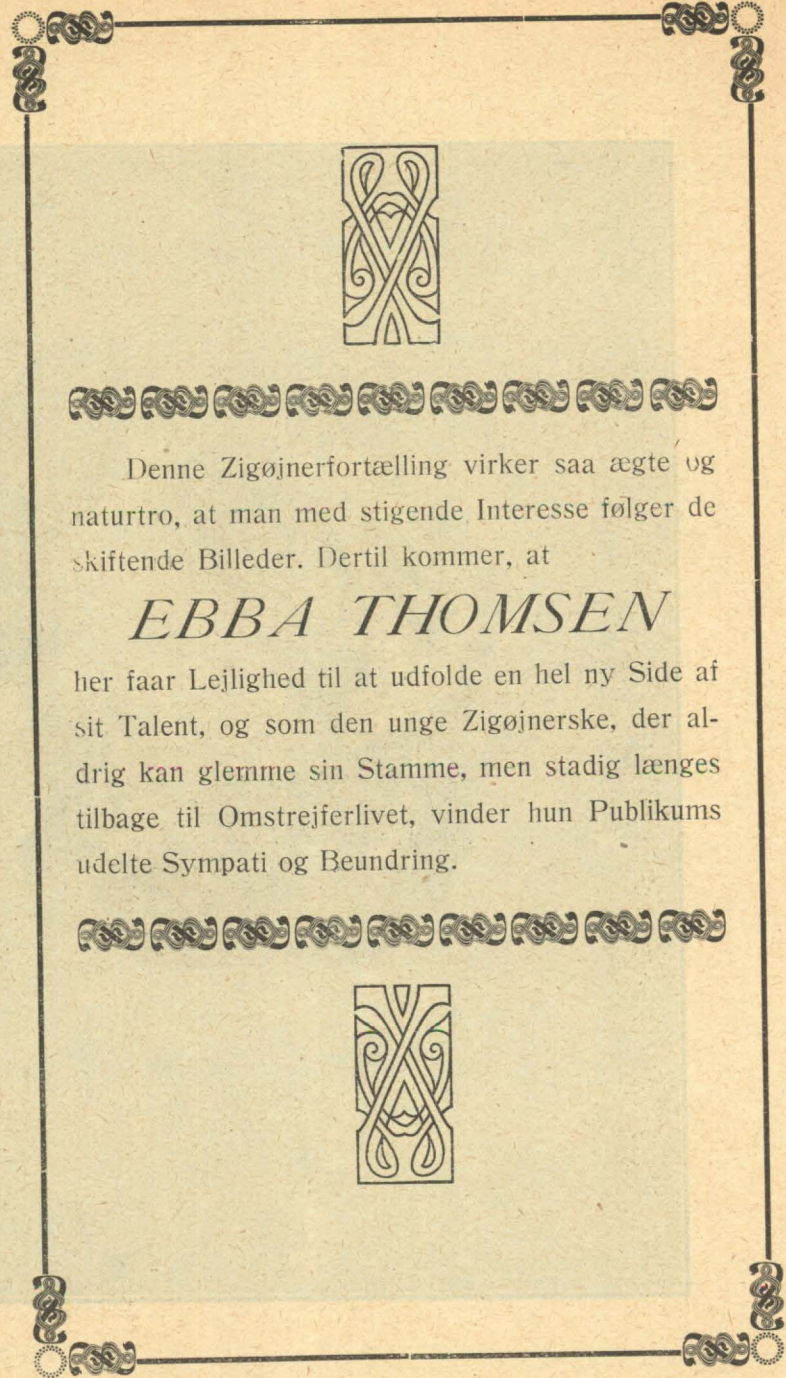 Denne Zigøjnerfortælling virker saa ægte og
naturtro, at man med stigende Interesse følger de
skiftende Billeder. Dertil kommer, at
EBBA THOMSEN
her faar Lejlighed til at udfolde en hel ny Side af
sit Talent, og som den unge Zigøjnerske, der al-
drig kan glemme sin Stamme, men stadig længes
tilbage til Omstrejferlivet, vinder hun Publikums
udelte Sympati og Beundring.